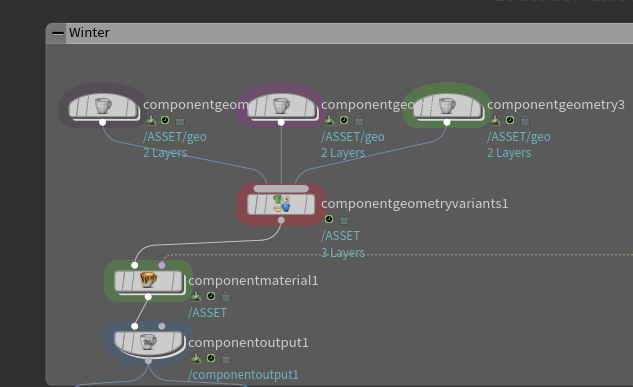 Winter
componentgeom
componentgeo
componentgeometry3
/ASSET/geo
/ASSET/geo
/ASSET/geo
2 Layers
2 Layers
2 Layers
componentgeometryvariants1
/ASSET
3 Layers
componentmaterial1
/ASSET
componentoutput1
/componentoutput1